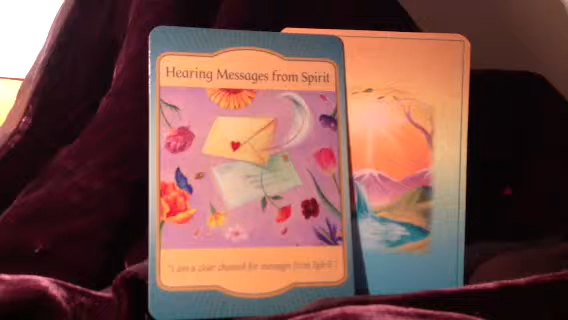 Hearing Messages from Spirit
"I am a clear channel for messages from Spirit."